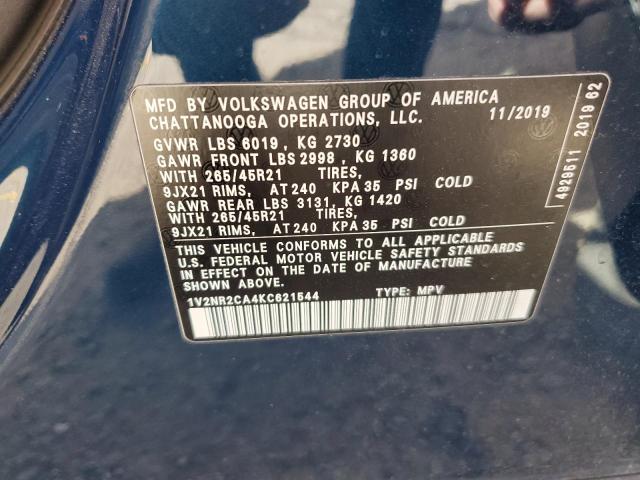 MFD BY VOLKSWAGEN GROUP OF AMERICA
CHATTANOOGA OPERATIONS, LLC. 11/2019
GVWR LBS 6019, KG 2730
GAWR FRONT LBS 2998, KG 1360
WITH 265/45R21 TIRES,
9JX21 RIMS, AT 240 KPA 35 PSI COLD
GAWR REAR LBS 3131, KG 1420
WITH 265/45R21 TIRES,
9JX21 RIMS, AT 240 KPA 35 PSI COLD
THIS VEHICLE CONFORMS TO ALL APPLICABLE
U.S. FEDERAL MOTOR VEHICLE SAFETY STANDARDS
IN EFFECT ON THE DATE OF MANUFACTURE
SHOWN ABOVE.
1V2NR2CA4KC621544 TYPE: MPV
4929511 2019 62